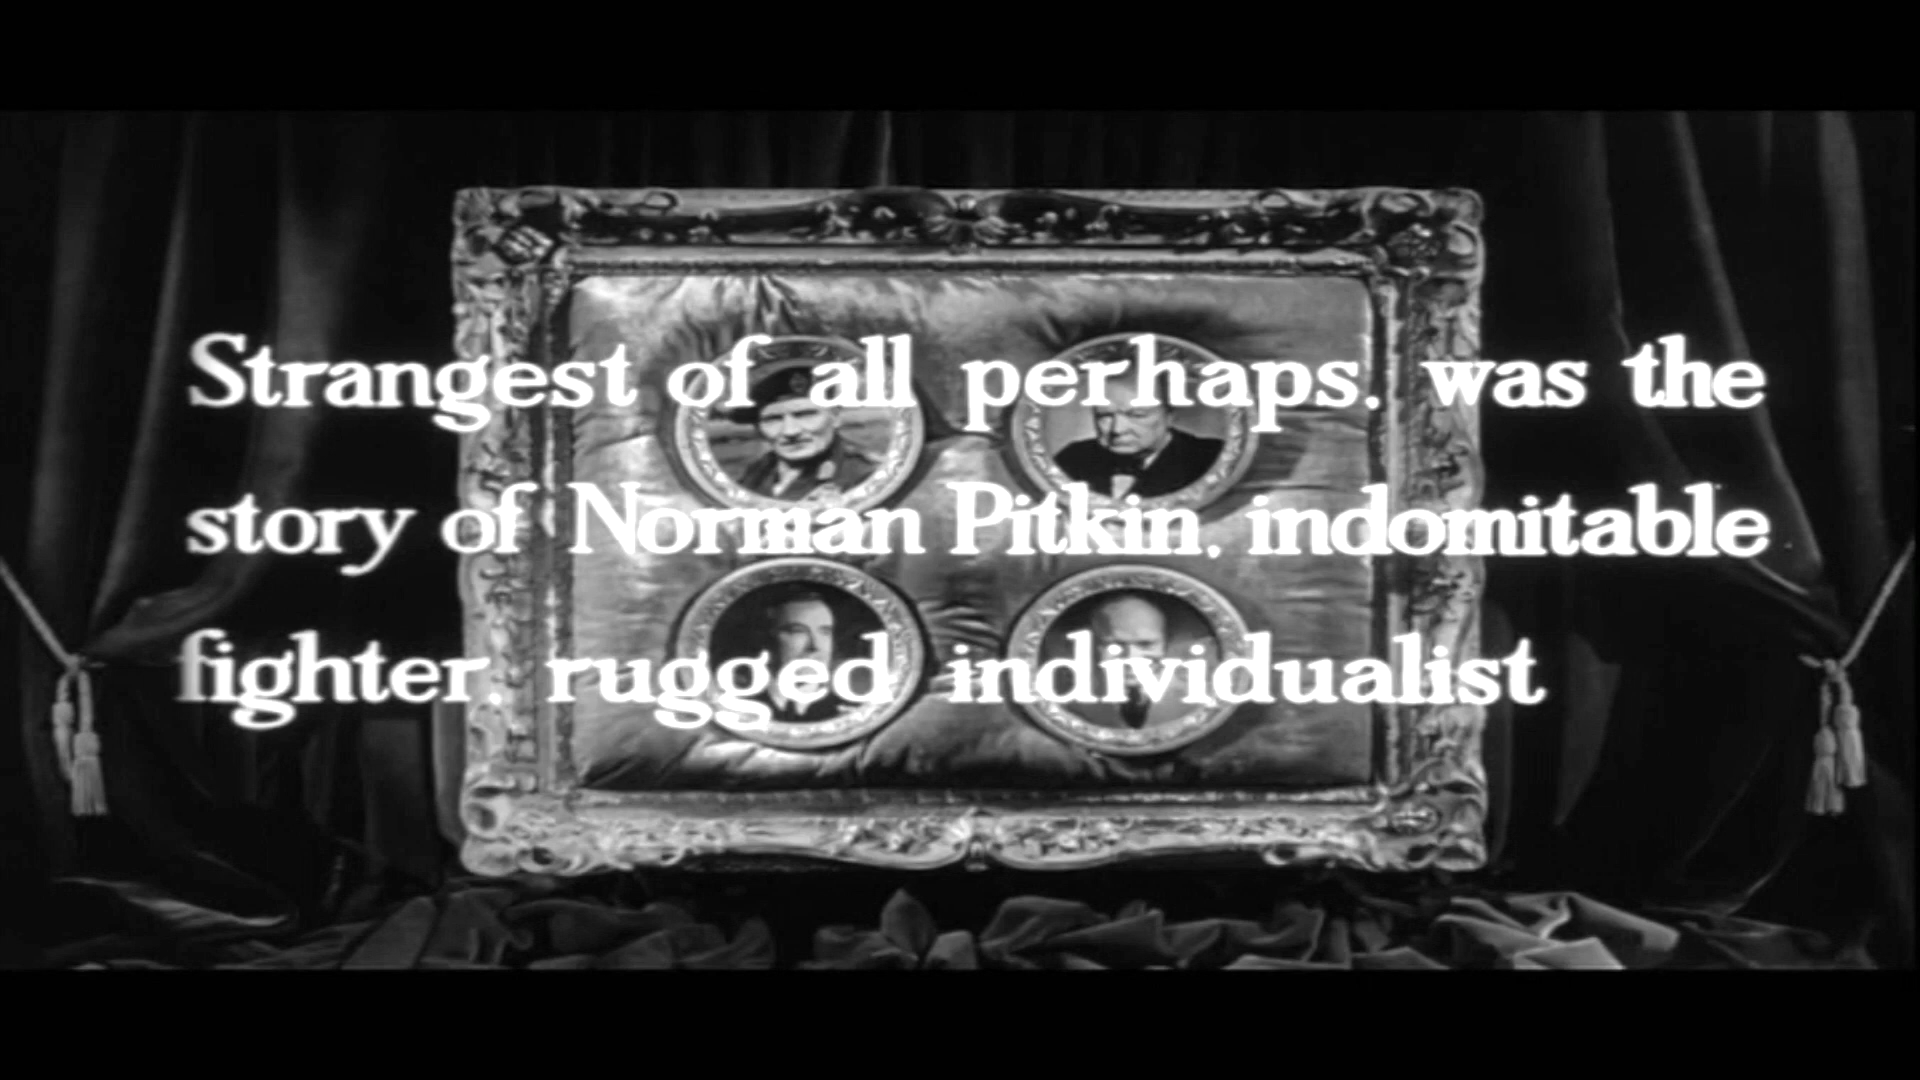 Strangest of all perhaps, was the
story of Norman Pitkin, indomitable
fighter, rugged individualist